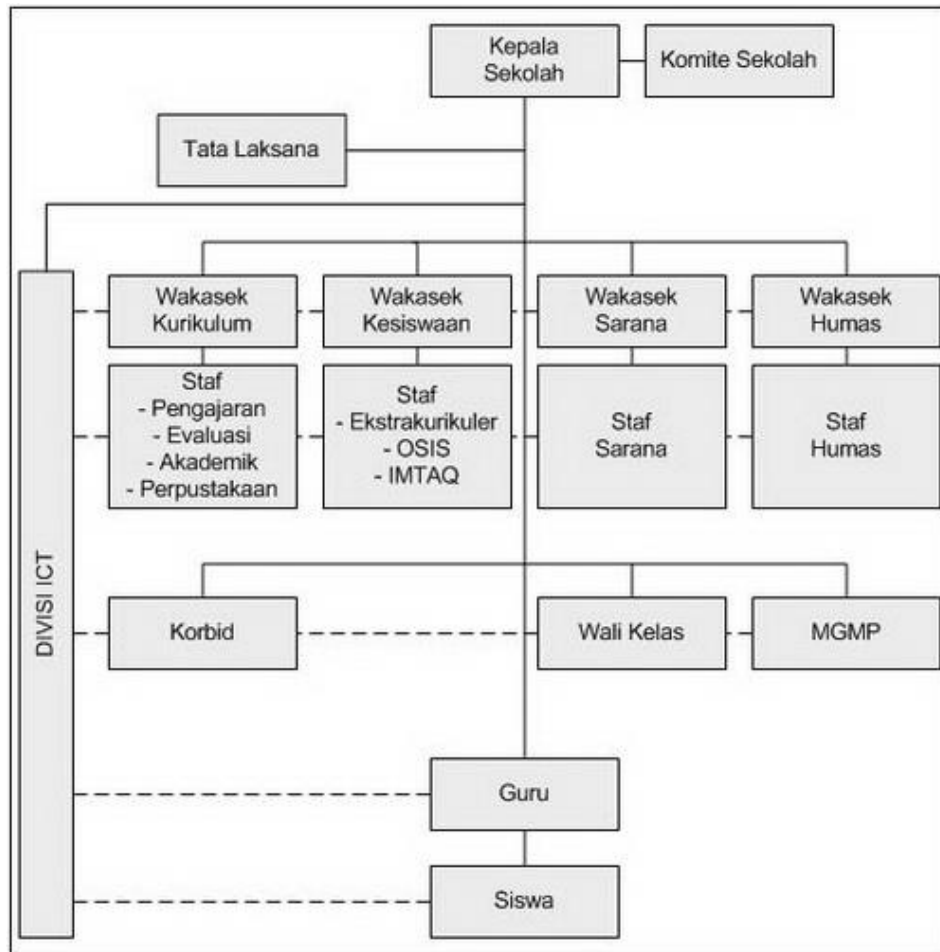 Kepala
Sekolah
Komite Sekolah
Tata Laksana
Wakasek
Kurikulum
Wakasek
Kesiswaan
Wakasek
Sarana
Wakasek
Humas
Staf
- Pengajaran
- Evaluasi
- Akademik
- Perpustakaan
Staf
- Ekstrakurikuler
- OSIS
- IMTAQ
Staf
Sarana
Staf
Humas
DIVISI ICT
Korbid
Wali Kelas
MGMP
Guru
Siswa